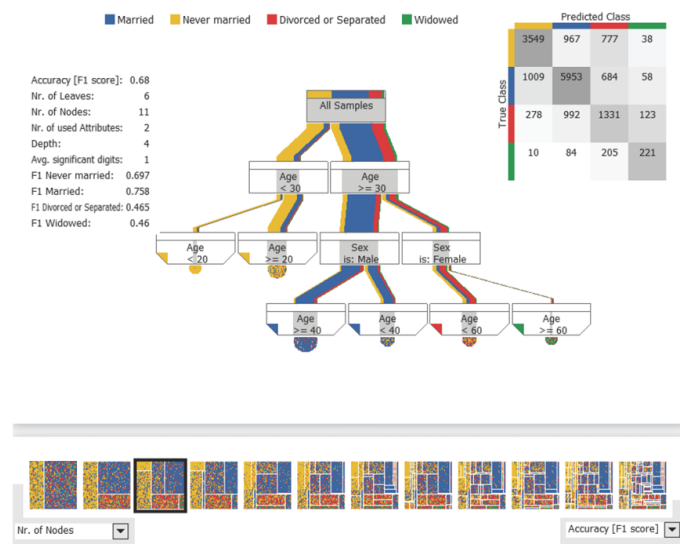 Married Never married Divorced or Separated Widowed
Predicted Class
True Class
3549 967 777 38
1009 5953 684 58
278 992 1331 123
10 84 205 221
Accuracy [F1 score]: 0.68
Nr. of Leaves: 6
Nr. of Nodes: 11
Nr. of used Attributes: 2
Depth: 4
Avg. significant digits: 1
F1 Never married: 0.697
F1 Married: 0.758
F1 Divorced or Separated: 0.465
F1 Widowed: 0.46
All Samples
Age
< 30
Age
>= 30
Age
< 20
Age
>= 20
Sex
is: Male
Sex
is: Female
Age
>= 40
Age
< 40
Age
< 60
Age
>= 60
Nr. of Nodes
Accuracy [F1 score]